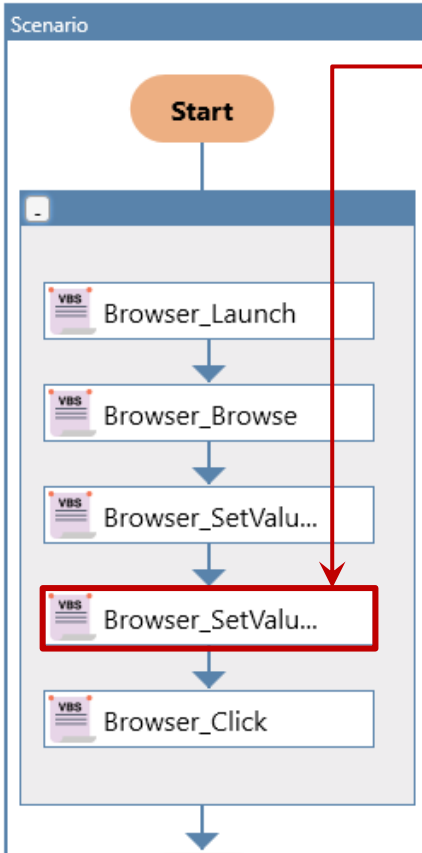 Scenario
Start
-
VBS
Browser_Launch
VBS
Browser_Browse
VBS
Browser_SetValu...
VBS
Browser_SetValu...
VBS
Browser_Click